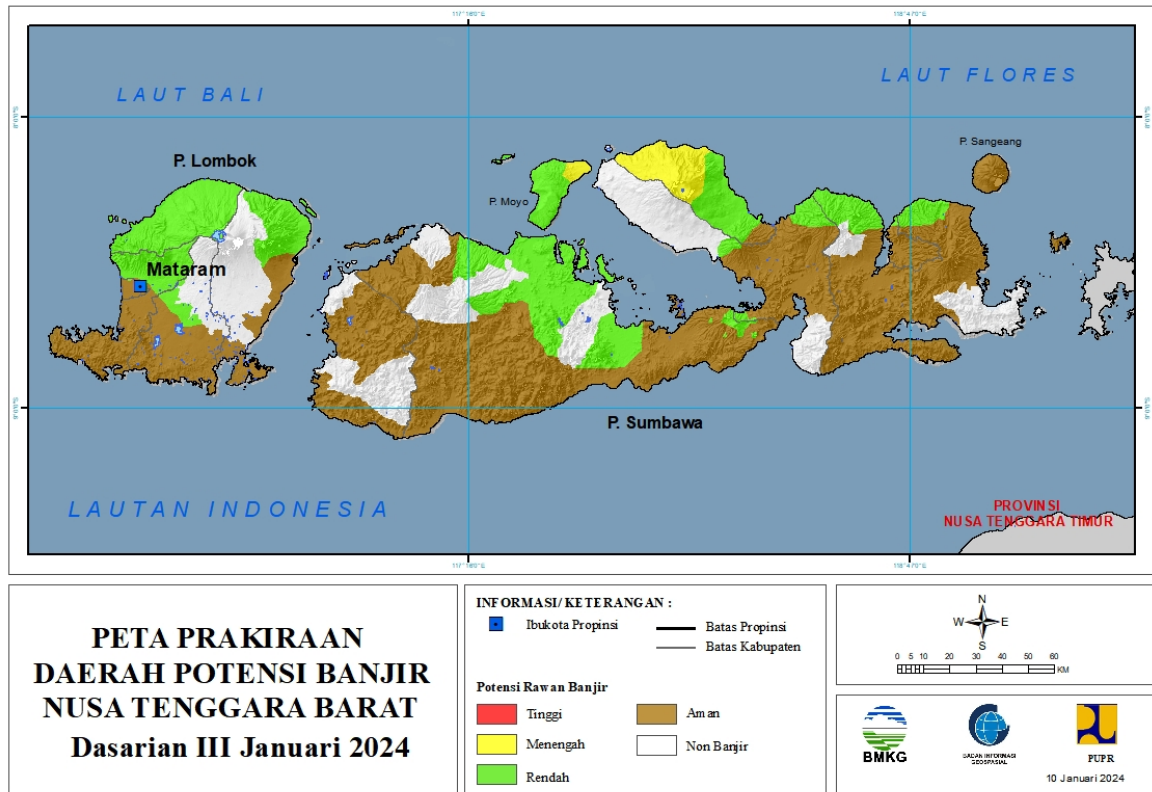 LAUT BALI
LAUT FLORES
P. Sangeang
P. Lombok
P. Moyo
Mataram
P. Sumbawa
LAUTAN INDONESIA
PROVINSI
NUSA TENGGARA TIMUR
PETA PRAKIRAAN
DAERAH POTENSI BANJIR
NUSA TENGGARA BARAT
Dasarian III Januari 2024
INFORMASI/ KETERANGAN :
Ibukota Propinsi
Batas Propinsi
Batas Kabupaten
Potensi Rawan Banjir
Tinggi
Aman
Menengah
Non Banjir
Rendah
N
W E
S
0 5 10 20 30 40 50 60
KM
BMKG
BADAN INFORMASI
GEOSPASIAL
PUPR
10 Januari 2024